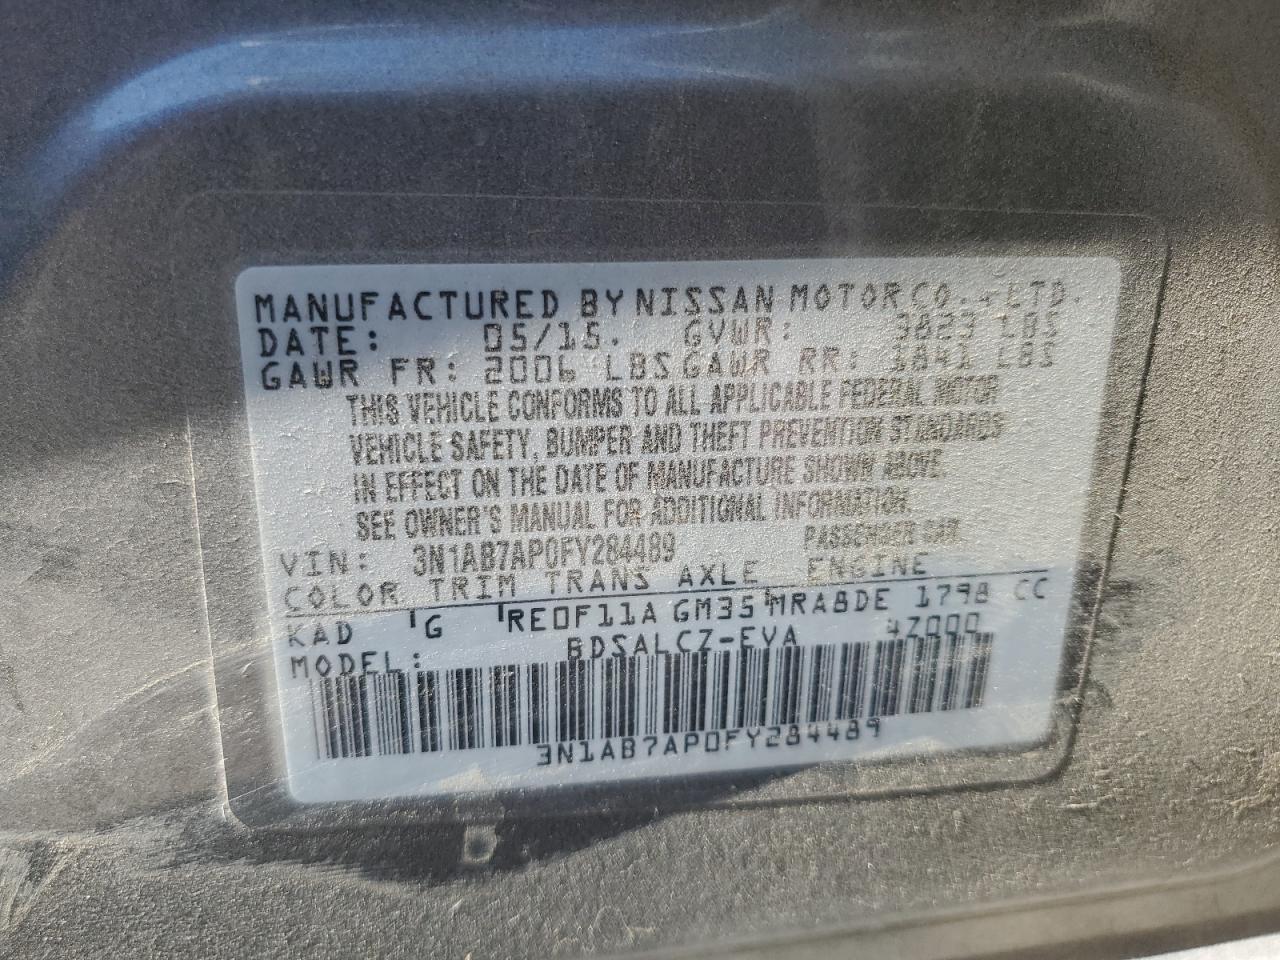 MANUFACTURED BY NISSAN MOTOR CO., LTD.
DATE: 05/15. GVWR: 3823 LBS
GAWR FR: 2006 LBS GAWR RR: 1841 LBS
THIS VEHICLE CONFORMS TO ALL APPLICABLE FEDERAL MOTOR
VEHICLE SAFETY, BUMPER AND THEFT PREVENTION STANDARDS
IN EFFECT ON THE DATE OF MANUFACTURE SHOWN ABOVE.
SEE OWNER'S MANUAL FOR ADDITIONAL INFORMATION.
VIN: 3N1AB7AP0FY284489 PASSENGER CAR
COLOR TRIM TRANS AXLE ENGINE
KAD G RE0F11A GM35 MRA8DE 1798 CC
MODEL: BDSALCZ-EVA 4Z000
3N1AB7AP0FY284489